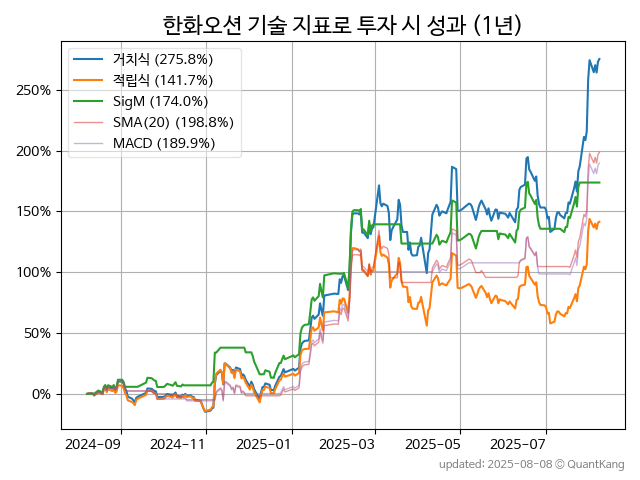 한화오션 기술 지표로 투자 시 성과 (1년)
거치식 (275.8%)
적립식 (141.7%)
SigM (174.0%)
SMA(20) (198.8%)
MACD (189.9%)
250%
200%
150%
100%
50%
0%
2024-09 2024-11 2025-01 2025-03 2025-05 2025-07
updated: 2025-08-08 © QuantKang